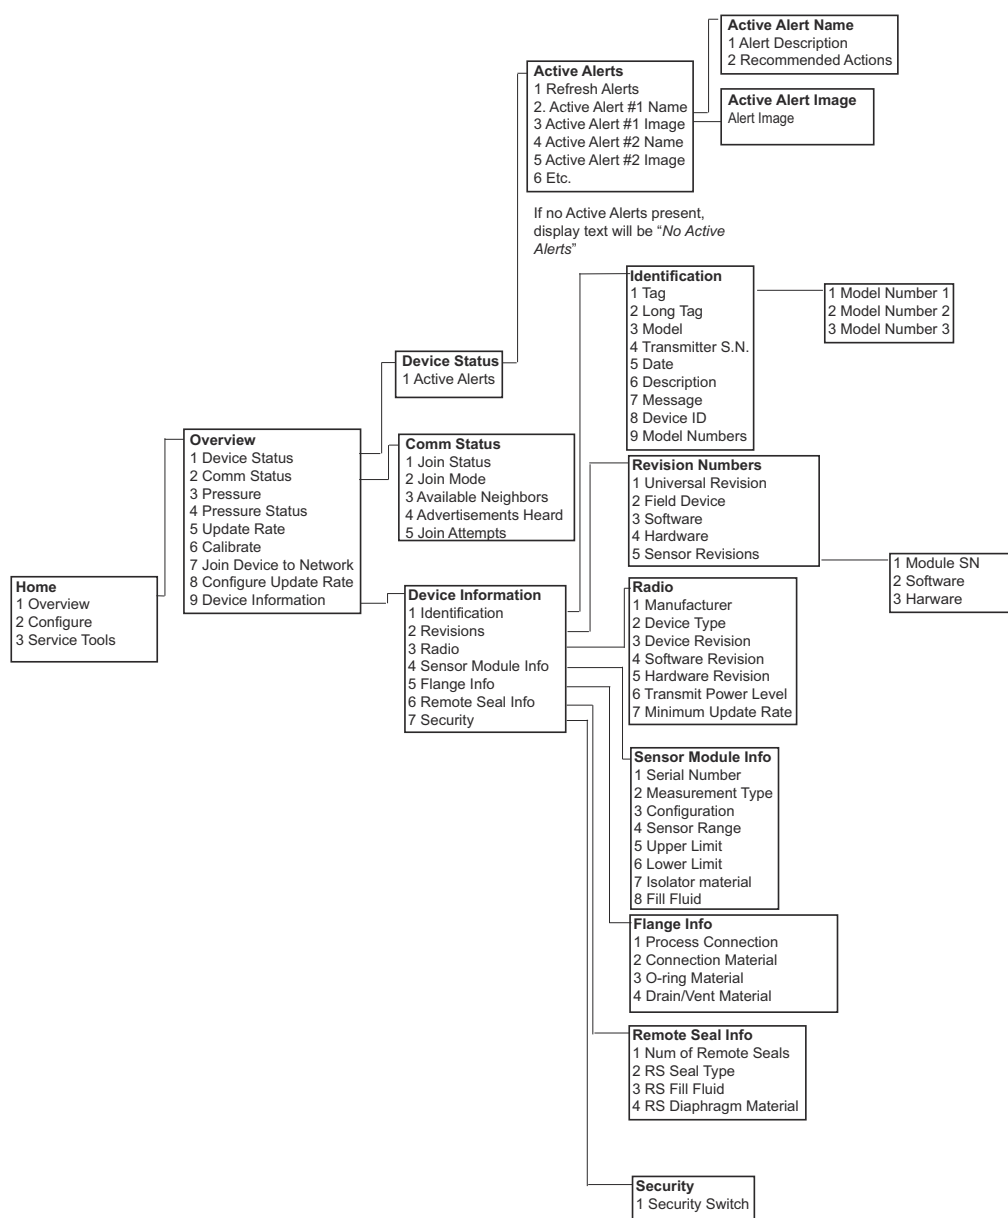 Active Alert Name
1 Alert Description
2 Recommended Actions
Active Alerts
1 Refresh Alerts
2. Active Alert #1 Name
3 Active Alert #1 Image
4 Active Alert #2 Name
5 Active Alert #2 Image
6 Etc.
Active Alert Image
Alert Image
If no Active Alerts present,
display text will be “No Active
Alerts”
Identification
1 Tag
2 Long Tag
3 Model
4 Transmitter S.N.
5 Date
6 Description
7 Message
8 Device ID
9 Model Numbers
1 Model Number 1
2 Model Number 2
3 Model Number 3
Device Status
1 Active Alerts
Overview
1 Device Status
2 Comm Status
3 Pressure
4 Pressure Status
5 Update Rate
6 Calibrate
7 Join Device to Network
8 Configure Update Rate
9 Device Information
Comm Status
1 Join Status
2 Join Mode
3 Available Neighbors
4 Advertisements Heard
5 Join Attempts
Revision Numbers
1 Universal Revision
2 Field Device
3 Software
4 Hardware
5 Sensor Revisions
1 Module SN
2 Software
3 Harware
Home
1 Overview
2 Configure
3 Service Tools
Device Information
1 Identification
2 Revisions
3 Radio
4 Sensor Module Info
5 Flange Info
6 Remote Seal Info
7 Security
Radio
1 Manufacturer
2 Device Type
3 Device Revision
4 Software Revision
5 Hardware Revision
6 Transmit Power Level
7 Minimum Update Rate
Sensor Module Info
1 Serial Number
2 Measurement Type
3 Configuration
4 Sensor Range
5 Upper Limit
6 Lower Limit
7 Isolator material
8 Fill Fluid
Flange Info
1 Process Connection
2 Connection Material
3 O-ring Material
4 Drain/Vent Material
Remote Seal Info
1 Num of Remote Seals
2 RS Seal Type
3 RS Fill Fluid
4 RS Diaphragm Material
Security
1 Security Switch